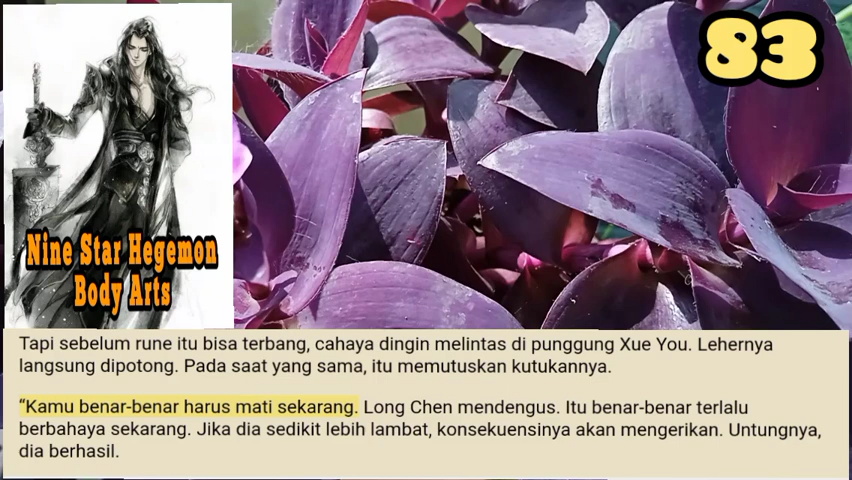 83
Nine Star Hegemon
Body Arts
Tapi sebelum rune itu bisa terbang, cahaya dingin melintas di punggung Xue You. Lehernya
langsung dipotong. Pada saat yang sama, itu memutuskan kutukannya.
“Kamu benar-benar harus mati sekarang. Long Chen mendengus. Itu benar-benar terlalu
berbahaya sekarang. Jika dia sedikit lebih lambat, konsekuensinya akan mengerikan. Untungnya,
dia berhasil.